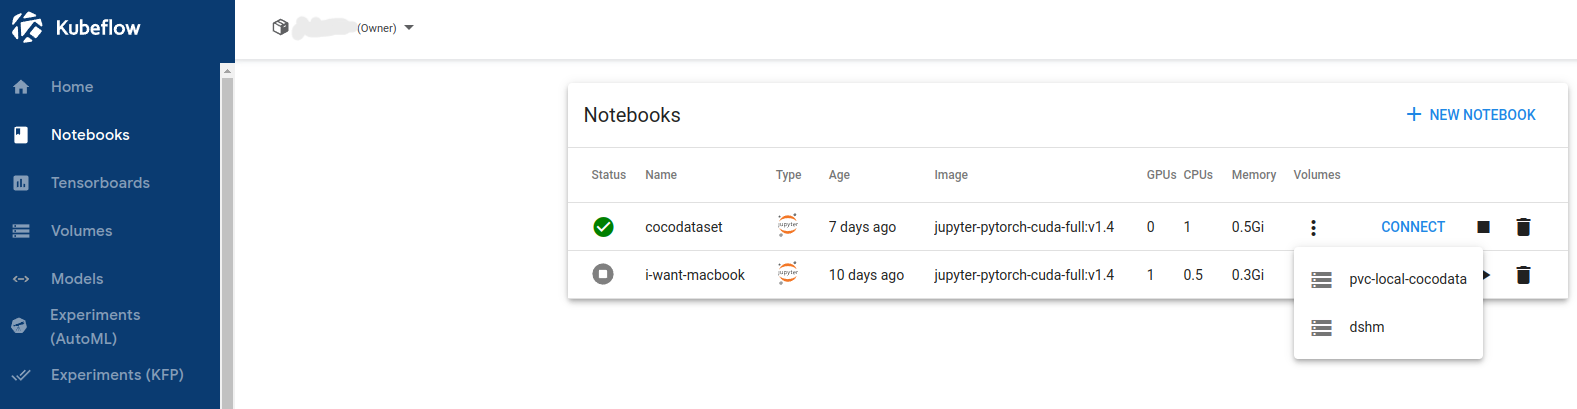 Kubeflow
(Owner)
Home
Notebooks
Tensorboards
Volumes
Models
Experiments
(AutoML)
Experiments (KFP)
Notebooks
NEW NOTEBOOK
Status Name Type Age Image GPUs CPUs Memory Volumes
cocodataset jupyter 7 days ago jupyter-pytorch-cuda-full:v1.4 0 1 0.5Gi CONNECT
i-want-macbook jupyter 10 days ago jupyter-pytorch-cuda-full:v1.4 1 0.5 0.3Gi
pvc-local-cocodata
dshm